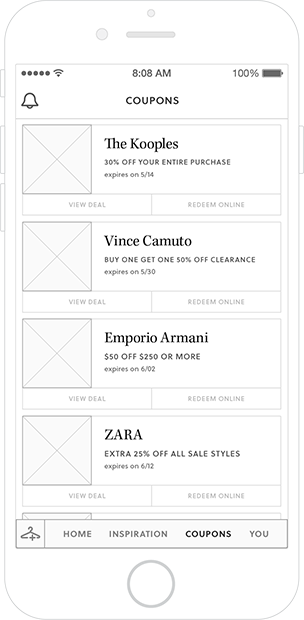 8:08 AM 100%
COUPONS
The Kooples
30% OFF YOUR ENTIRE PURCHASE
expires on 5/14
VIEW DEAL REDEEM ONLINE
Vince Camuto
BUY ONE GET ONE 50% OFF CLEARANCE
expires on 5/30
VIEW DEAL REDEEM ONLINE
Emporio Armani
$50 OFF $250 OR MORE
expires on 6/02
VIEW DEAL REDEEM ONLINE
ZARA
EXTRA 25% OFF ALL SALE STYLES
expires on 6/12
VIEW DEAL REDEEM ONLINE
HOME INSPIRATION COUPONS YOU